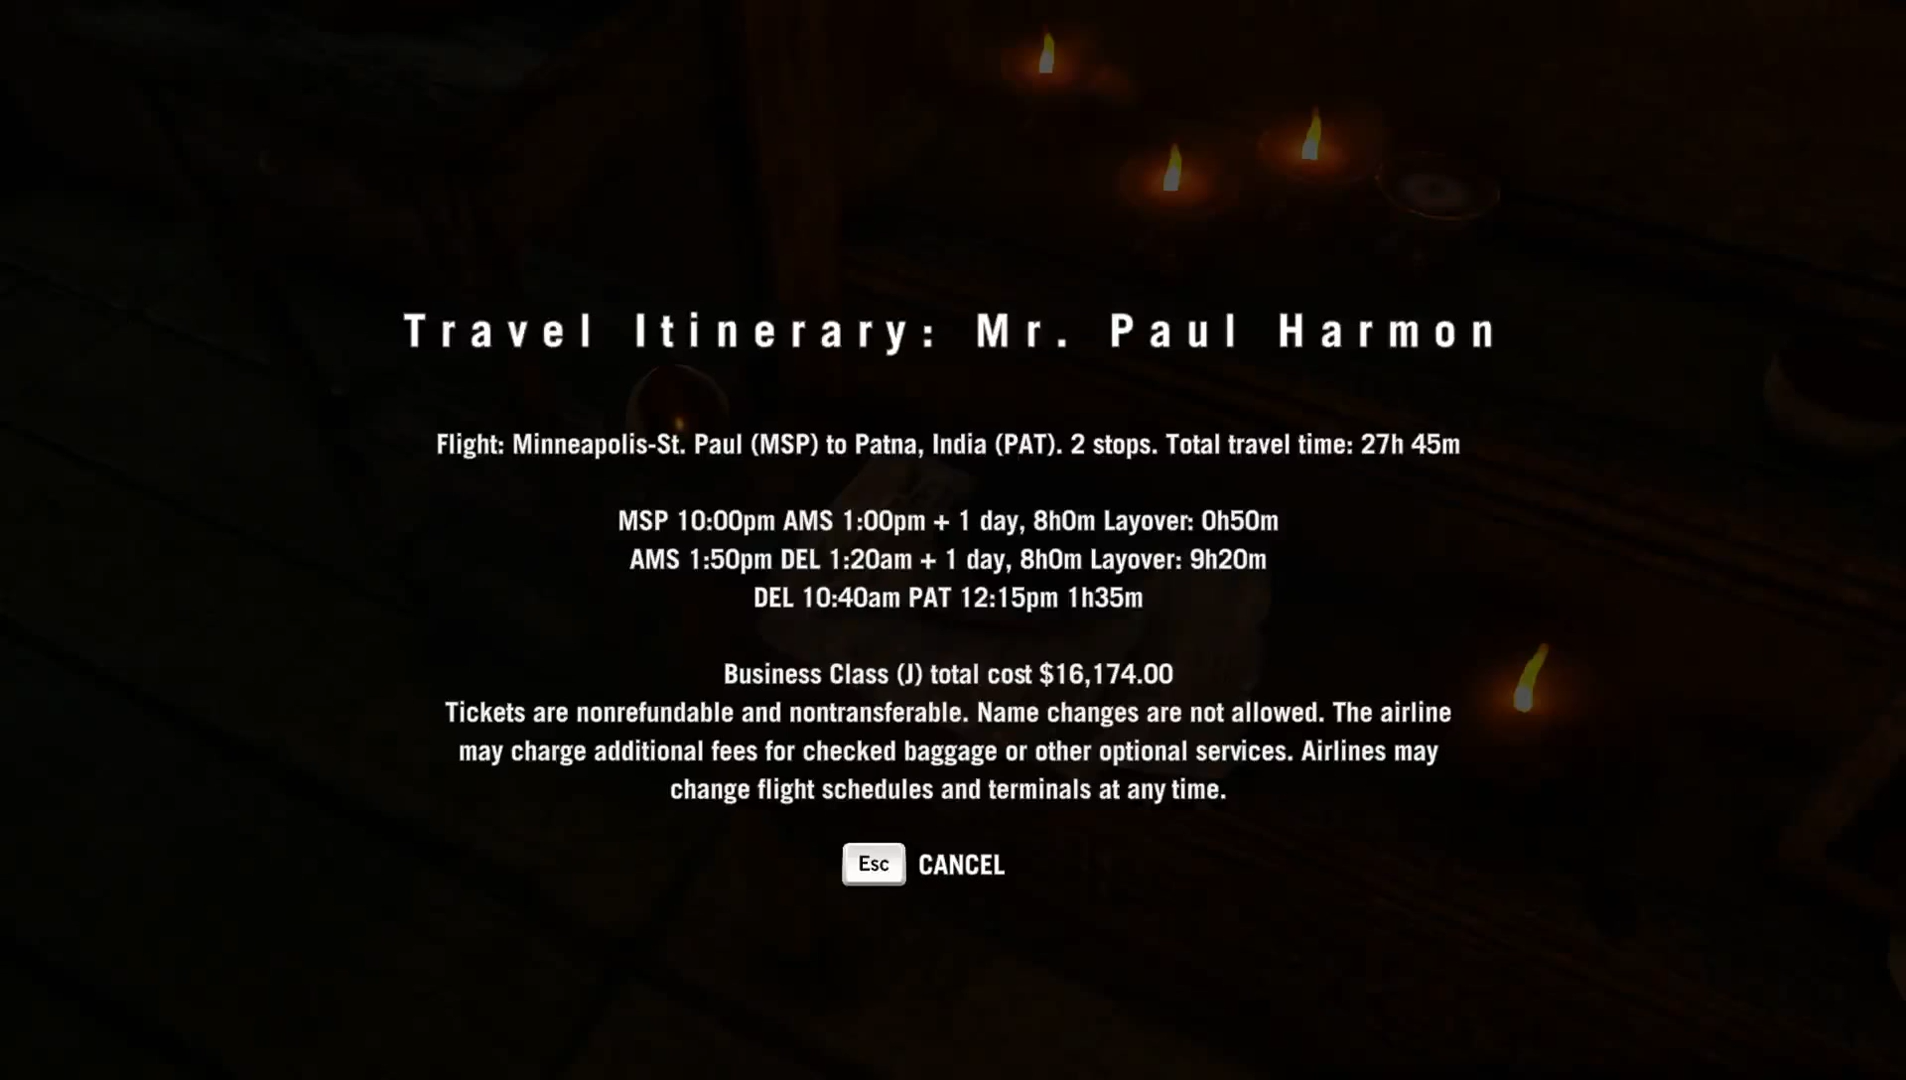 Travel Itinerary: Mr. Paul Harmon
Flight: Minneapolis-St. Paul (MSP) to Patna, India (PAT). 2 stops. Total travel time: 27h 45m
MSP 10:00pm AMS 1:00pm + 1 day, 8h0m Layover: 0h50m
AMS 1:50pm DEL 1:20am + 1 day, 8h0m Layover: 9h20m
DEL 10:40am PAT 12:15pm 1h35m
Business Class (J) total cost $16,174.00
Tickets are nonrefundable and nontransferable. Name changes are not allowed. The airline
may charge additional fees for checked baggage or other optional services. Airlines may
change flight schedules and terminals at any time.
Esc CANCEL